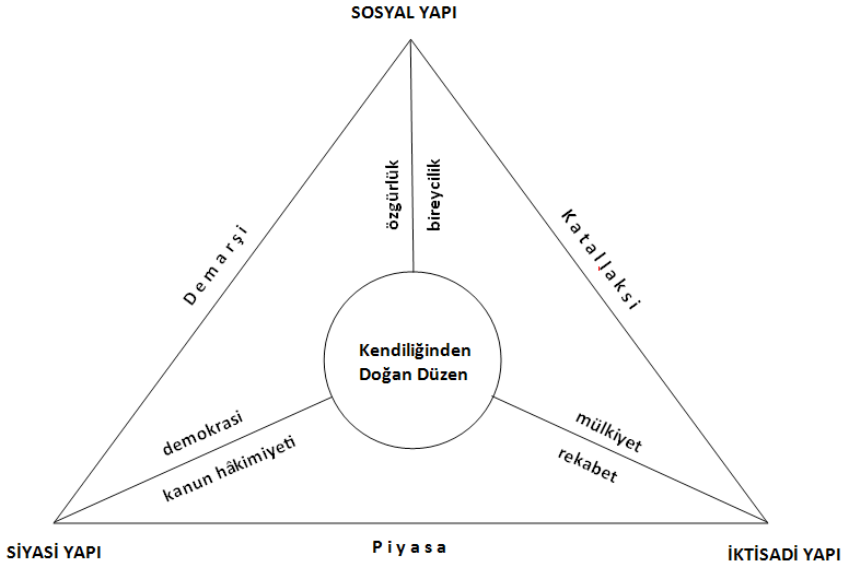 SOSYAL YAPI
özgürlük
bireycilik
Demarşi
Katallaksi
Kendiliğinden
Doğan Düzen
demokrasi
kanun hâkimiyeti
mülkiyet
rekabet
SİYASİ YAPI
Piyasa
İKTİSADİ YAPI